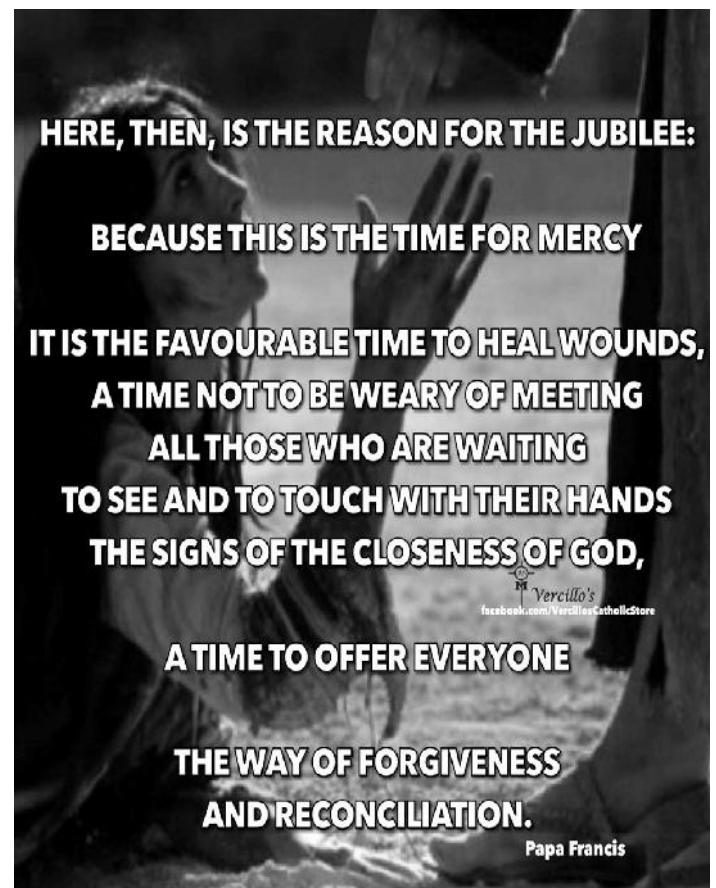 HERE, THEN, IS THE REASON FOR THE JUBILEE:
BECAUSE THIS IS THE TIME FOR MERCY
IT IS THE FAVOURABLE TIME TO HEAL WOUNDS,
A TIME NOT TO BE WEARY OF MEETING
ALL THOSE WHO ARE WAITING
TO SEE AND TO TOUCH WITH THEIR HANDS
THE SIGNS OF THE CLOSENESS OF GOD,
M
Vercillo's
facebook.com/VercillosCatholicStore
A TIME TO OFFER EVERYONE
THE WAY OF FORGIVENESS
AND RECONCILIATION.
Papa Francis